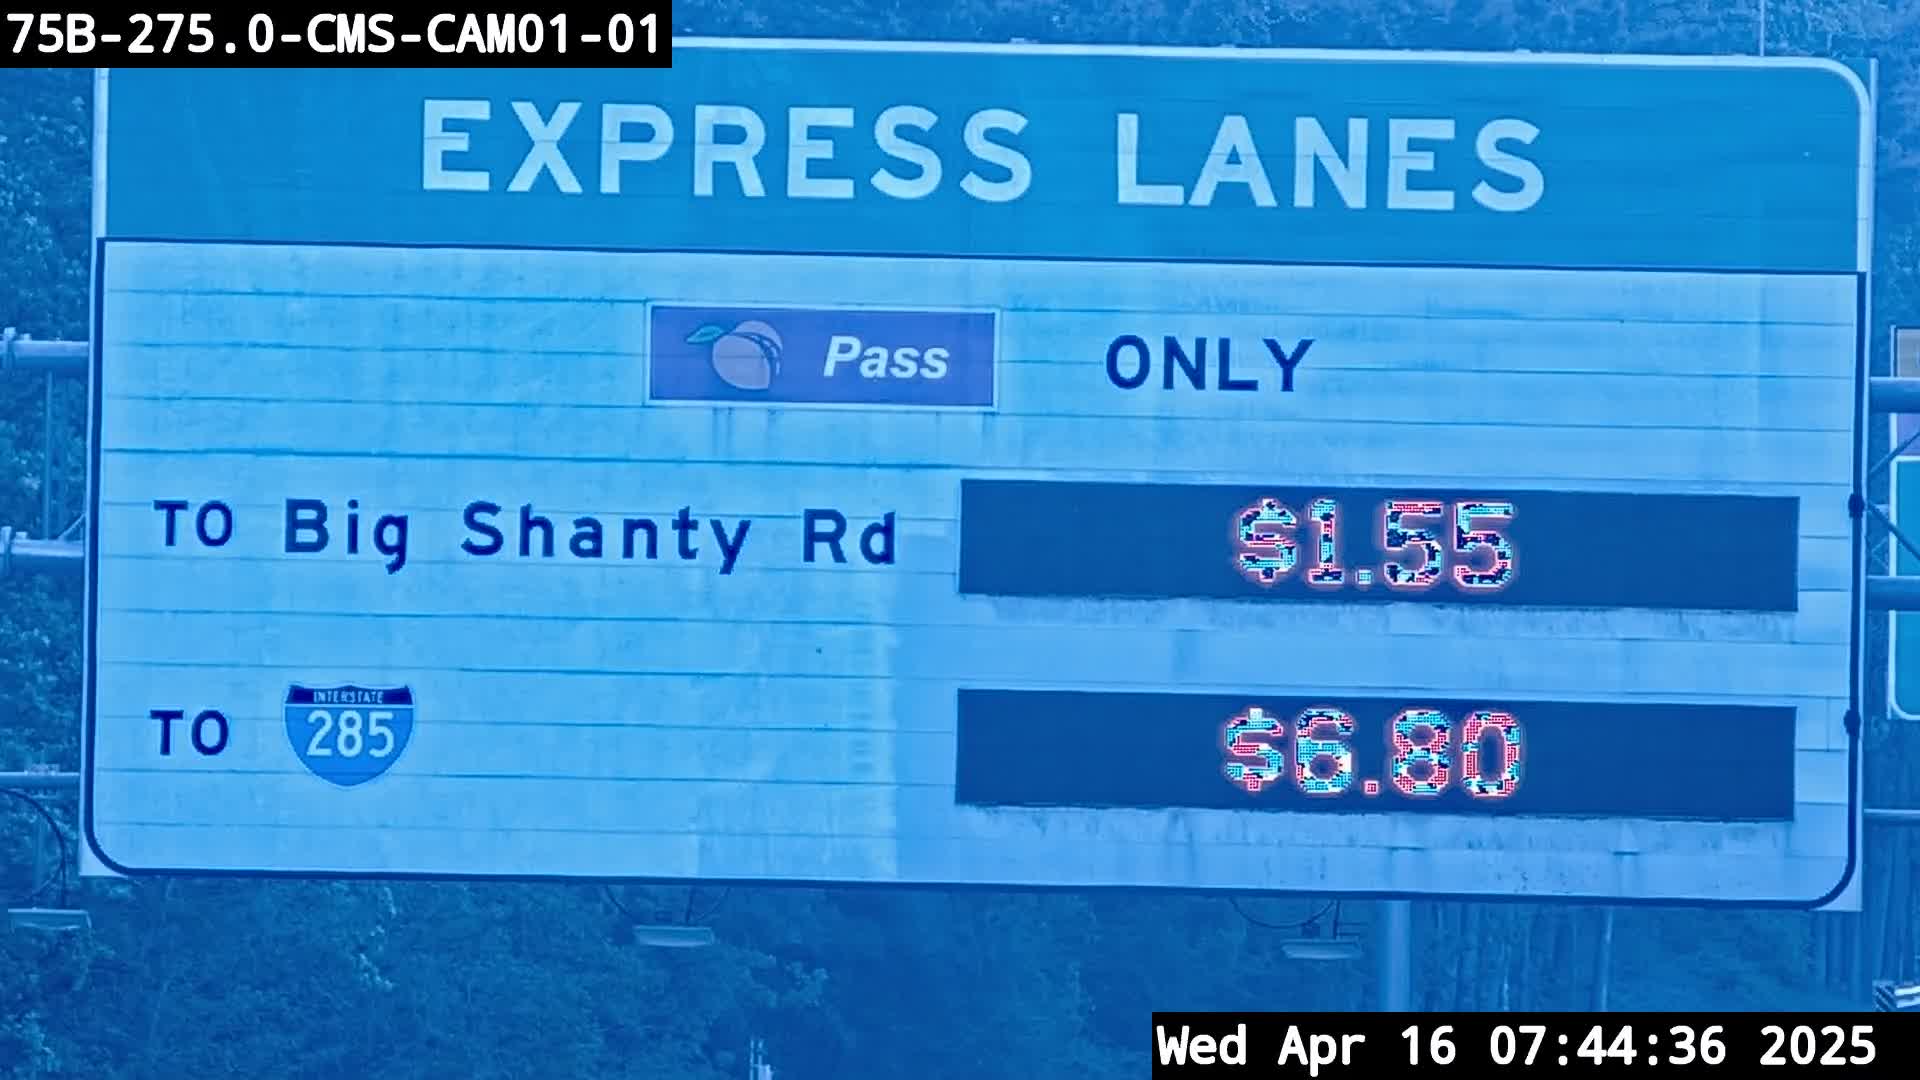 75B-275.0-CMS-CAM01-01
EXPRESS LANES
Pass ONLY
TO Big Shanty Rd $1.55
INTERSTATE
TO 285 $6.80
Wed Apr 16 07:44:36 2025